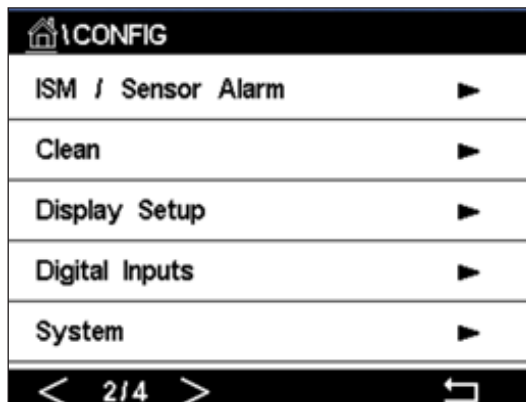 \CONFIG
ISM / Sensor Alarm
Clean
Display Setup
Digital Inputs
System
< 2/4 >